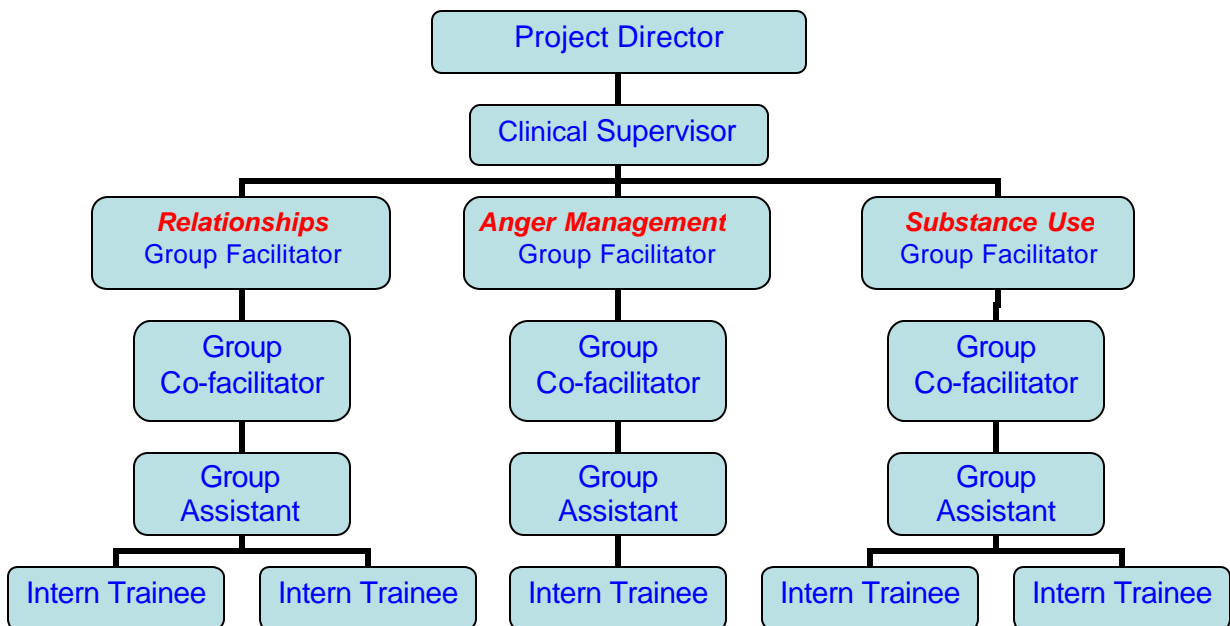 Project Director
Clinical Supervisor
Relationships
Group Facilitator
Anger Management
Group Facilitator
Substance Use
Group Facilitator
Group
Co-facilitator
Group
Co-facilitator
Group
Co-facilitator
Group
Assistant
Group
Assistant
Group
Assistant
Intern Trainee
Intern Trainee
Intern Trainee
Intern Trainee
Intern Trainee